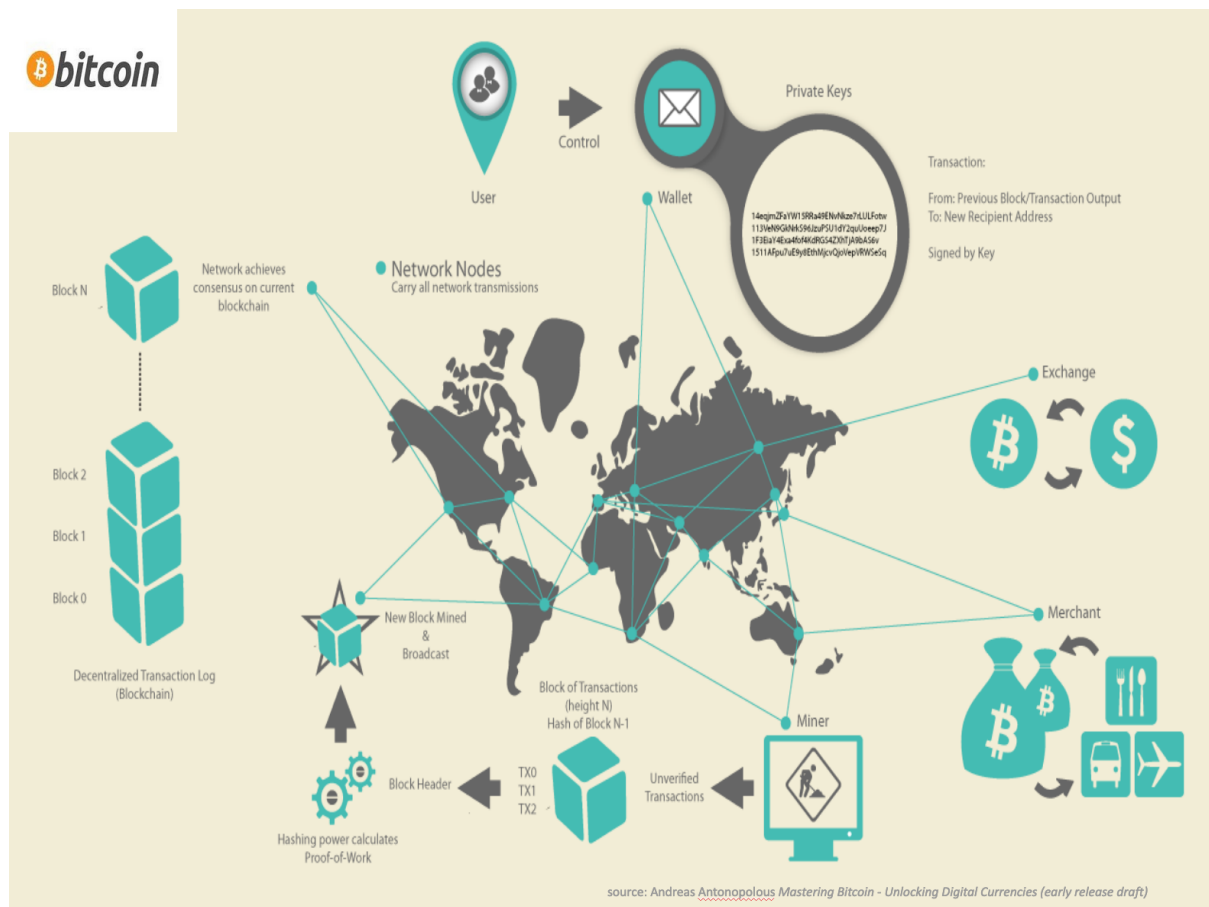 bitcoin
User
Control
Private Keys
Wallet
Transaction:
From: Previous Block/Transaction Output
To: New Recipient Address
Signed by Key
Network Nodes
Carry all network transmissions
Block N
Network achieves
consensus on current
blockchain
Exchange
Block 2
Block 1
Block 0
Decentralized Transaction Log
(Blockchain)
New Block Mined
&
Broadcast
Merchant
Block of Transactions
(height N)
Hash of Block N-1
Miner
Unverified
Transactions
TX0
TX1
TX2
Block Header
Hashing power calculates
Proof-of-Work
source: Andreas Antonopolous Mastering Bitcoin - Unlocking Digital Currencies (early release draft)